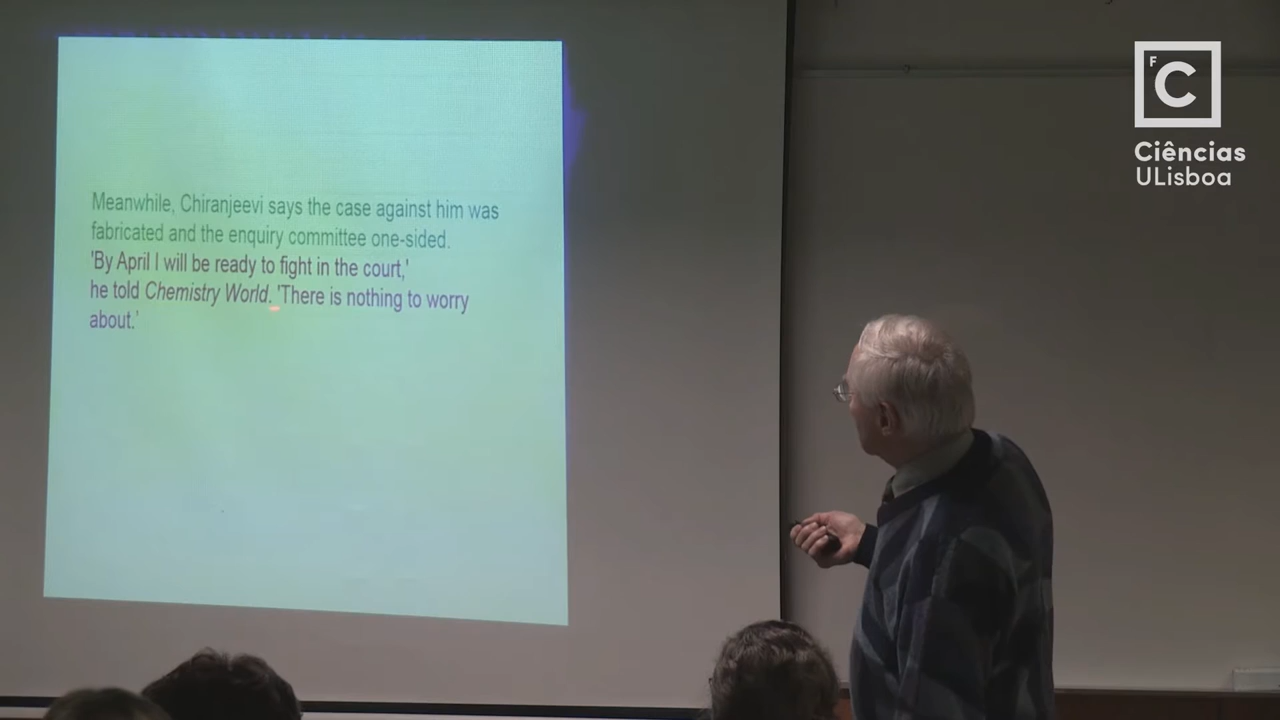 Meanwhile, Chiranjeevi says the case against him was
fabricated and the enquiry committee one-sided.
'By April I will be ready to fight in the court,'
he told Chemistry World. 'There is nothing to worry
about.'
F
C
Ciências
ULisboa